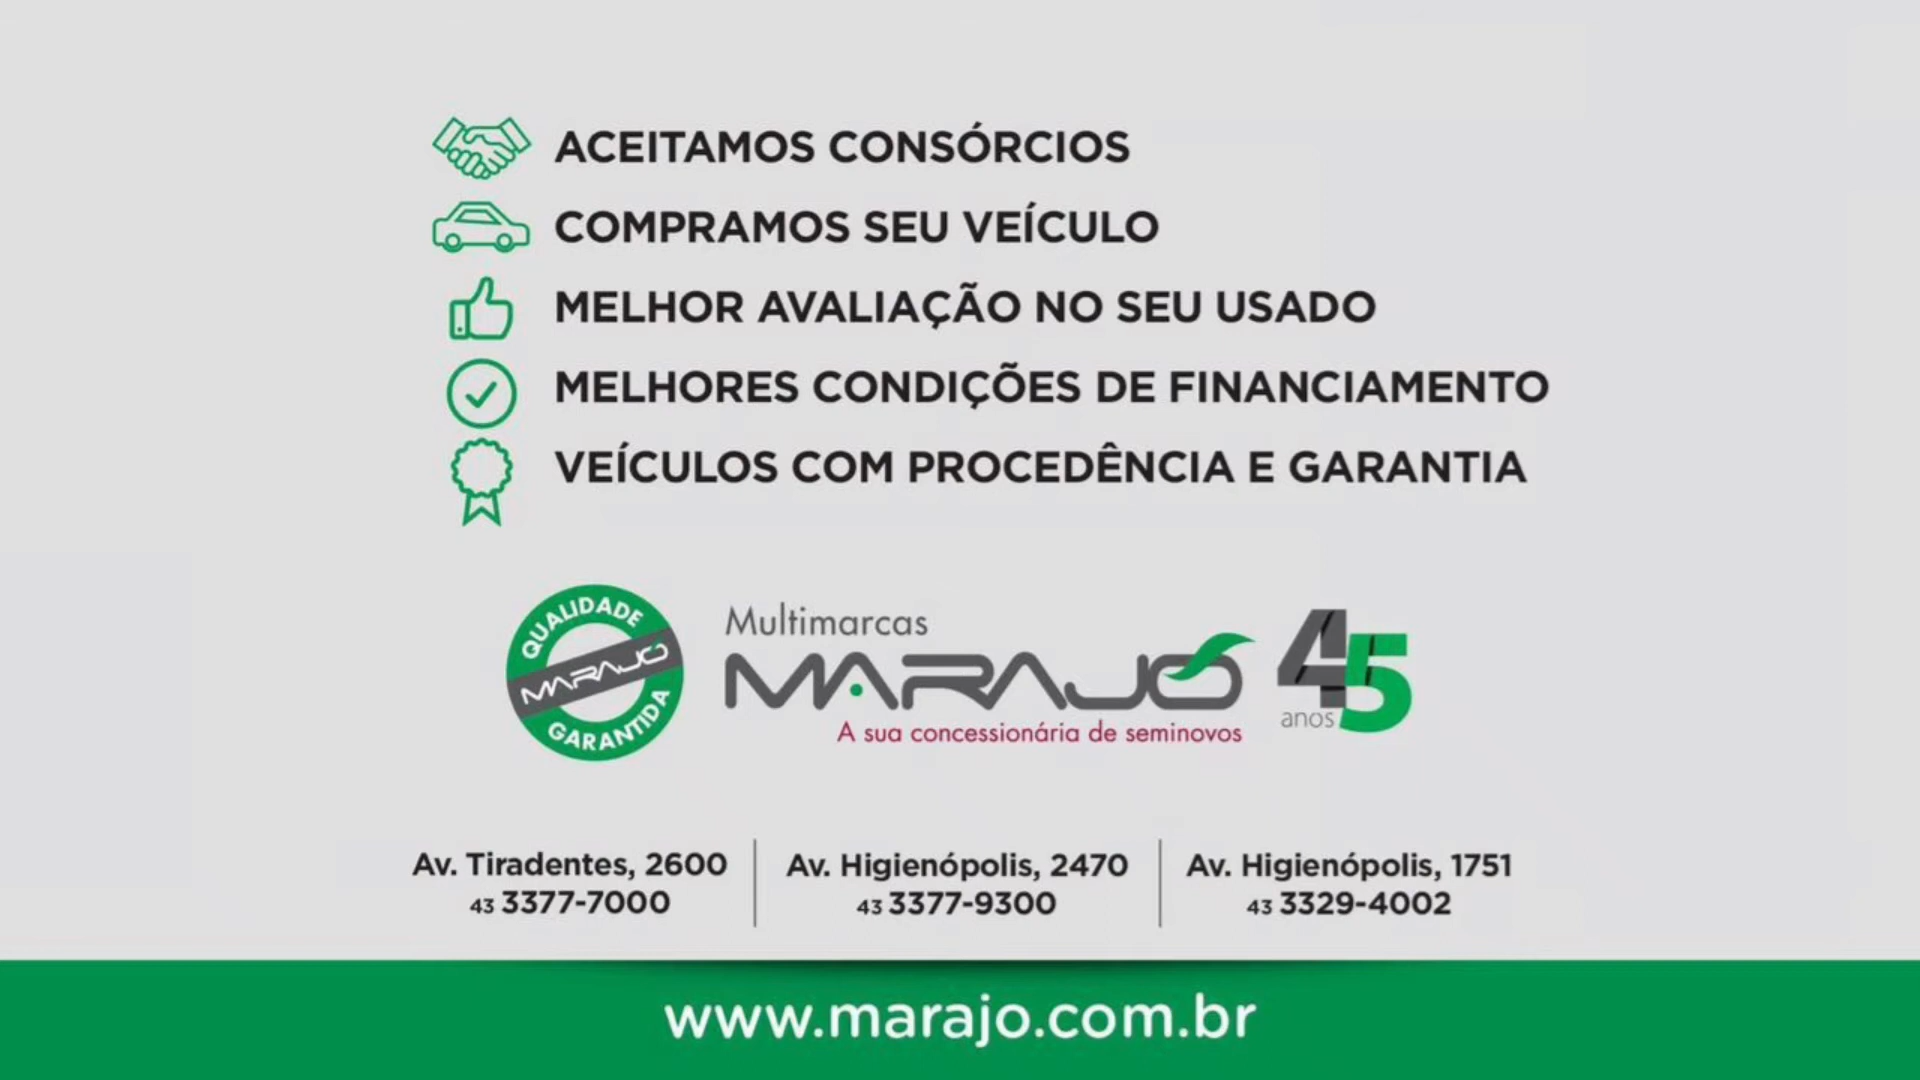 ACEITAMOS CONSÓRCIOS
COMPRAMOS SEU VEÍCULO
MELHOR AVALIAÇÃO NO SEU USADO
MELHORES CONDIÇÕES DE FINANCIAMENTO
VEÍCULOS COM PROCEDÊNCIA E GARANTIA
QUALIDADE
MARAJÓ
GARANTIDA
Multimarcas
MARAJÓ
A sua concessionária de seminovos
45
anos
Av. Tiradentes, 2600
43 3377-7000
Av. Higienópolis, 2470
43 3377-9300
Av. Higienópolis, 1751
43 3329-4002
www.marajo.com.br